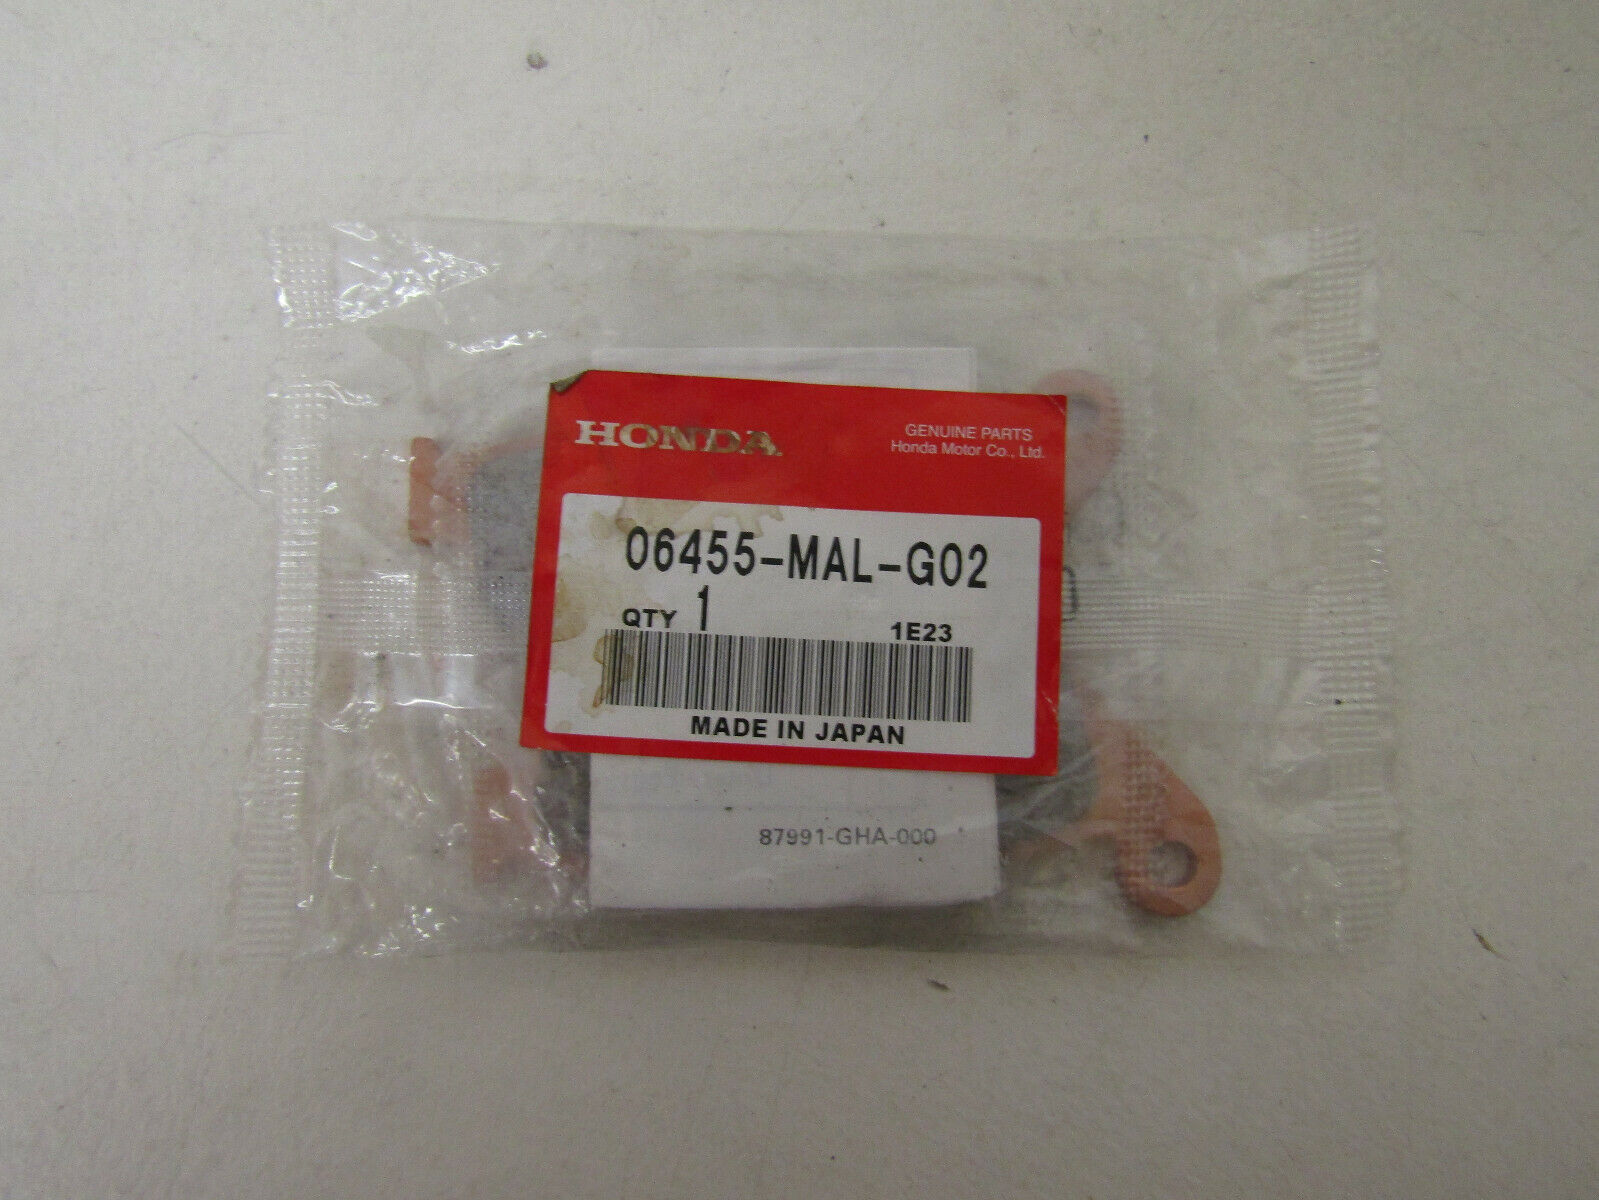 HONDA
GENUINE PARTS
Honda Motor Co., Ltd.
06455-MAL-G02
QTY 1
1E23
MADE IN JAPAN
87991-GHA-000